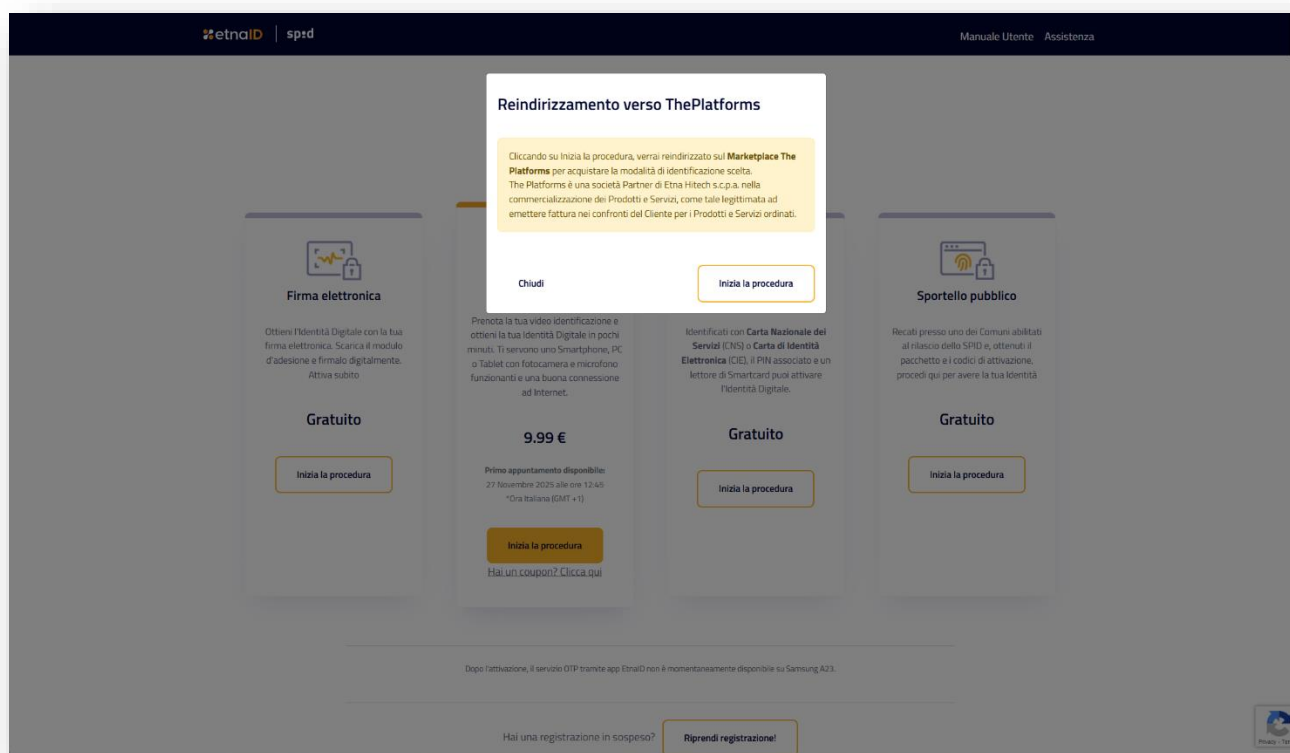 etnaID
spid
Manuale Utente Assistenza
Reindirizzamento verso ThePlatforms
Cliccando su Inizia la procedura, verrai reindirizzato sul Marketplace The
Platforms per acquistare la modalità di identificazione scelta.
The Platforms è una società Partner di Etna Hitech s.c.p.a. nella
commercializzazione dei Prodotti e Servizi, come tale legittimata ad
emettere fattura nei confronti del Cliente per i Prodotti e Servizi ordinati.
Chiudi
Inizia la procedura
Firma elettronica
Ottieni l'Identità Digitale con la tua
firma elettronica. Scarica il modulo
d'adesione e firmalo digitalmente.
Attiva subito
Gratuito
Inizia la procedura
Prenota la tua video identificazione e
ottieni la tua Identità Digitale in pochi
minuti. Ti servono uno Smartphone, PC
o Tablet con fotocamera e microfono
funzionanti e una buona connessione
ad Internet.
9.99 €
Primo appuntamento disponibile:
27 Novembre 2025 alle ore 12:45
*Ora Italiana (GMT +1)
Inizia la procedura
Hai un coupon? Clicca qui
Identificati con Carta Nazionale dei
Servizi (CNS) o Carta di Identità
Elettronica (CIE), il PIN associato e un
lettore di Smartcard puoi attivare
l'Identità Digitale.
Gratuito
Inizia la procedura
Sportello pubblico
Recati presso uno dei Comuni abilitati
al rilascio dello SPID e, ottenuti il
pacchetto e i codici di attivazione,
procedi qui per avere la tua Identità
Gratuito
Inizia la procedura
Dopo l'attivazione, il servizio OTP tramite app EtnaID non è momentaneamente disponibile su Samsung A23.
Hai una registrazione in sospeso?
Riprendi registrazione!
Privacy